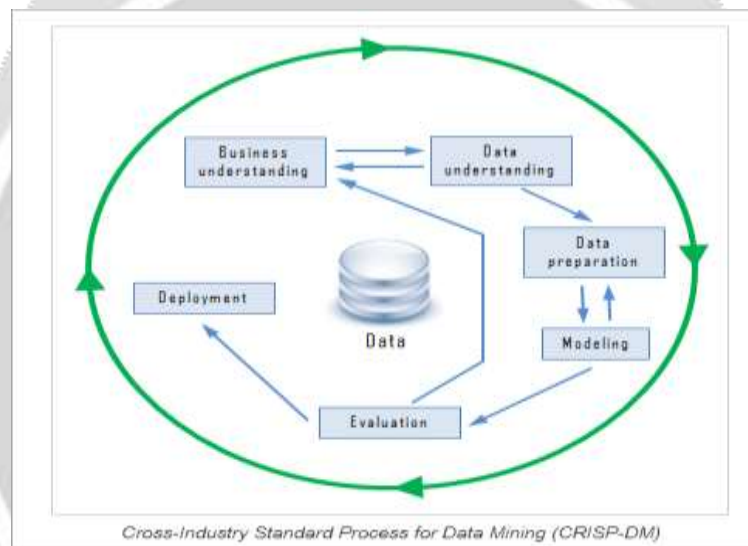 Business
understanding
Data
understanding
Data
preparation
Modeling
Evaluation
Deployment
Data
Cross-Industry Standard Process for Data Mining (CRISP-DM)